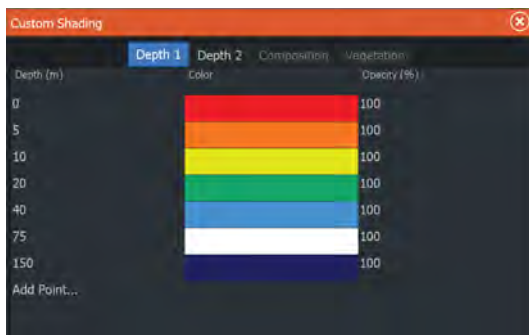 Custom Shading
Depth 1 Depth 2 Composition Vegetation
Depth (m) Color Opacity (%)
0 100
5 100
10 100
20 100
40 100
75 100
150 100
Add Point...